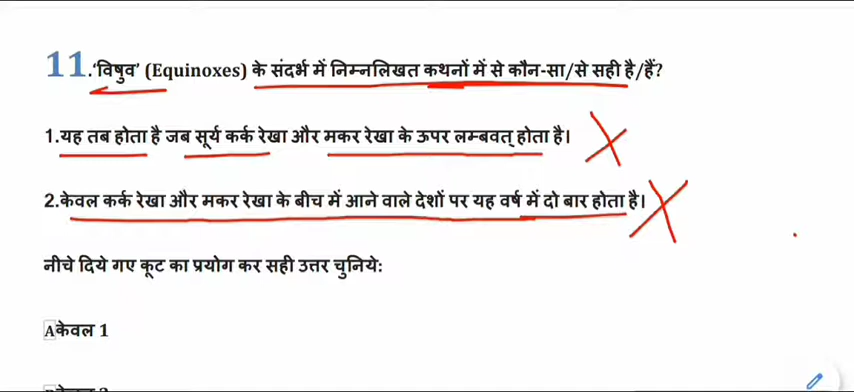 11.‘विषुव’ (Equinoxes) के संदर्भ में निम्नलिखत कथनों में से कौन-सा/से सही है/हैं?
1.यह तब होता है जब सूर्य कर्क रेखा और मकर रेखा के ऊपर लम्बवत् होता है।
2.केवल कर्क रेखा और मकर रेखा के बीच में आने वाले देशों पर यह वर्ष में दो बार होता है।
नीचे दिये गए कूट का प्रयोग कर सही उत्तर चुनिये:
Aकेवल 1